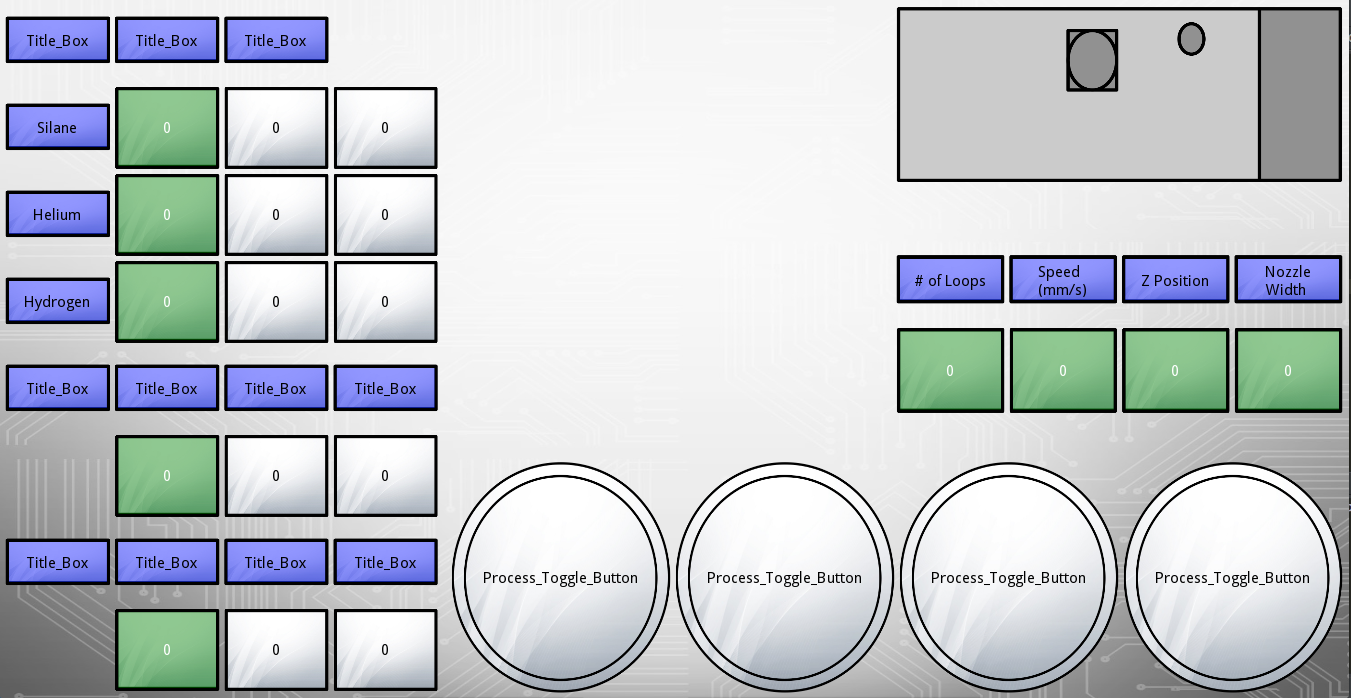 Title_Box Title_Box Title_Box
Silane 0 0 0
Helium 0 0 0
Hydrogen 0 0 0
Title_Box Title_Box Title_Box Title_Box
0 0 0
Title_Box Title_Box Title_Box Title_Box
0 0 0
# of Loops
Speed
(mm/s)
Z Position
Nozzle
Width
0 0 0 0
Process_Toggle_Button Process_Toggle_Button Process_Toggle_Button Process_Toggle_Button